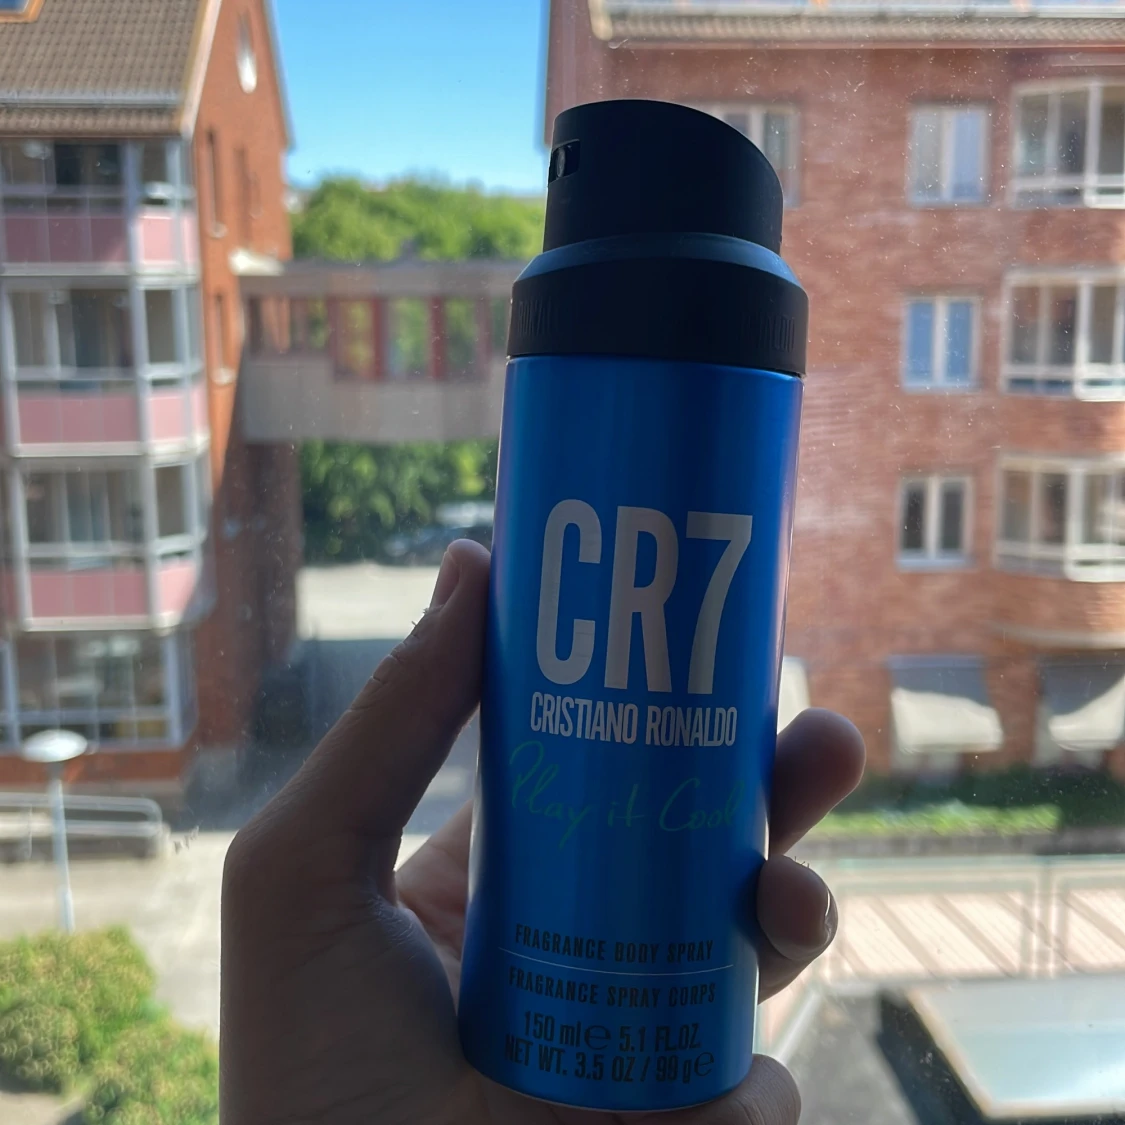 CR7
CRISTIANO RONALDO
Play it Cool
FRAGRANCE BODY SPRAY
FRAGRANCE SPRAY CORPS
150 ml℮ 5.1 FL.OZ.
NET WT. 3.5 OZ / 99 g℮